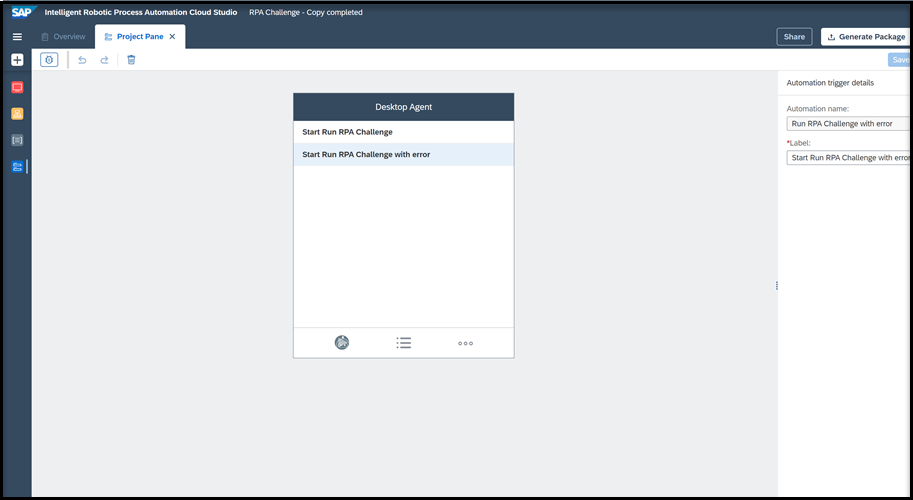 SAP Intelligent Robotic Process Automation Cloud Studio RPA Challenge - Copy completed
Overview Project Pane Share Generate Package
Save
Desktop Agent
Start Run RPA Challenge
Start Run RPA Challenge with error
Automation trigger details
Automation name:
Run RPA Challenge with error
*Label:
Start Run RPA Challenge with error